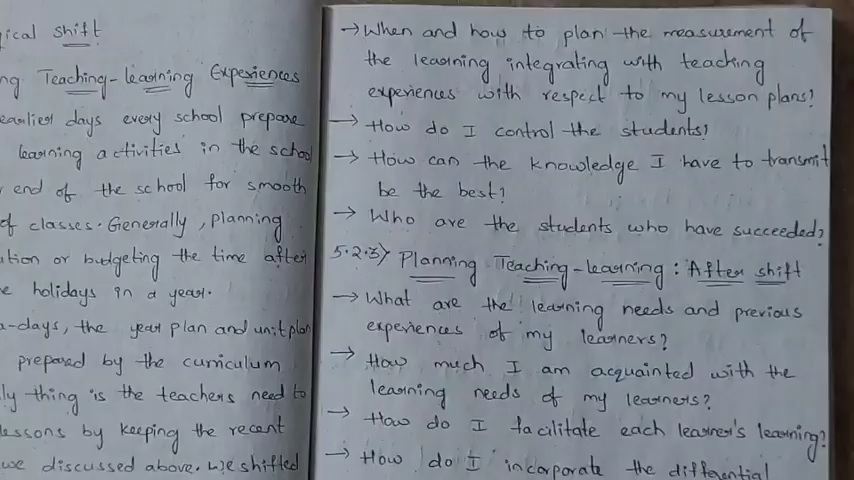 ical shift
ng Teaching-learning Experiences
earlier days every school prepare
learning activities in the school
end of the school for smooth
of classes. Generally, planning
ation or budgeting the time after
e holidays in a year.
a-days, the year plan and unit plan
prepared by the curriculum
ly thing is the teachers need to
lessons by keeping the recent
we discussed above. We shifted
→ When and how to plan the measurement of
the learning integrating with teaching
experiences with respect to my lesson plans?
→ How do I control the students?
→ How can the knowledge I have to transmit
be the best?
→ Who are the students who have succeeded?
5.2.3) Planning Teaching-learning: After shift
→ What are the learning needs and previous
experiences of my learners?
→ How much I am acquainted with the
learning needs of my learners?
→ How do I facilitate each learner's learning?
→ How do I incorporate the differential